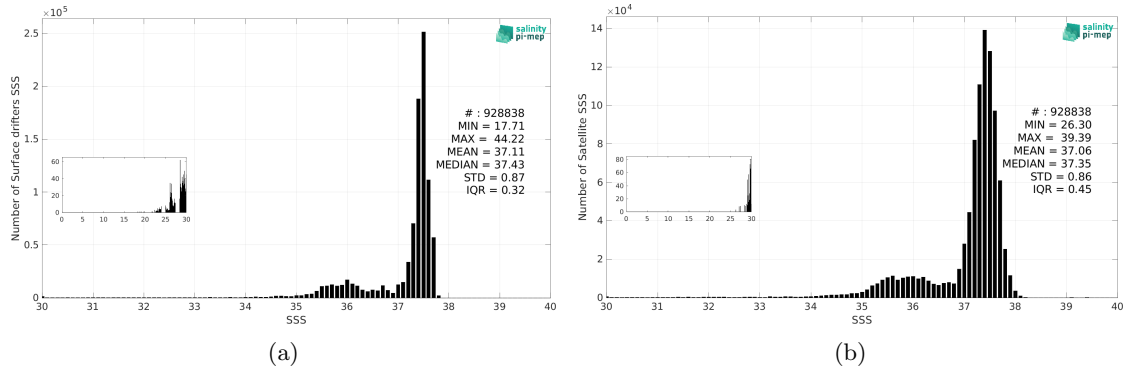 ×10⁵
2.5
2
1.5
1
0.5
0
Number of Surface drifters SSS
salinity
pi-mep
# : 928838
MIN = 17.71
MAX = 44.22
MEAN = 37.11
MEDIAN = 37.43
STD = 0.87
IQR = 0.32
60
40
20
0
0 5 10 15 20 25 30
30 31 32 33 34 35 36 37 38 39 40
SSS
(a)
×10⁴
14
12
10
8
6
4
2
0
Number of Satellite SSS
salinity
pi-mep
# : 928838
MIN = 26.30
MAX = 39.39
MEAN = 37.06
MEDIAN = 37.35
STD = 0.86
IQR = 0.45
80
60
40
20
0
0 5 10 15 20 25 30
30 31 32 33 34 35 36 37 38 39 40
SSS
(b)